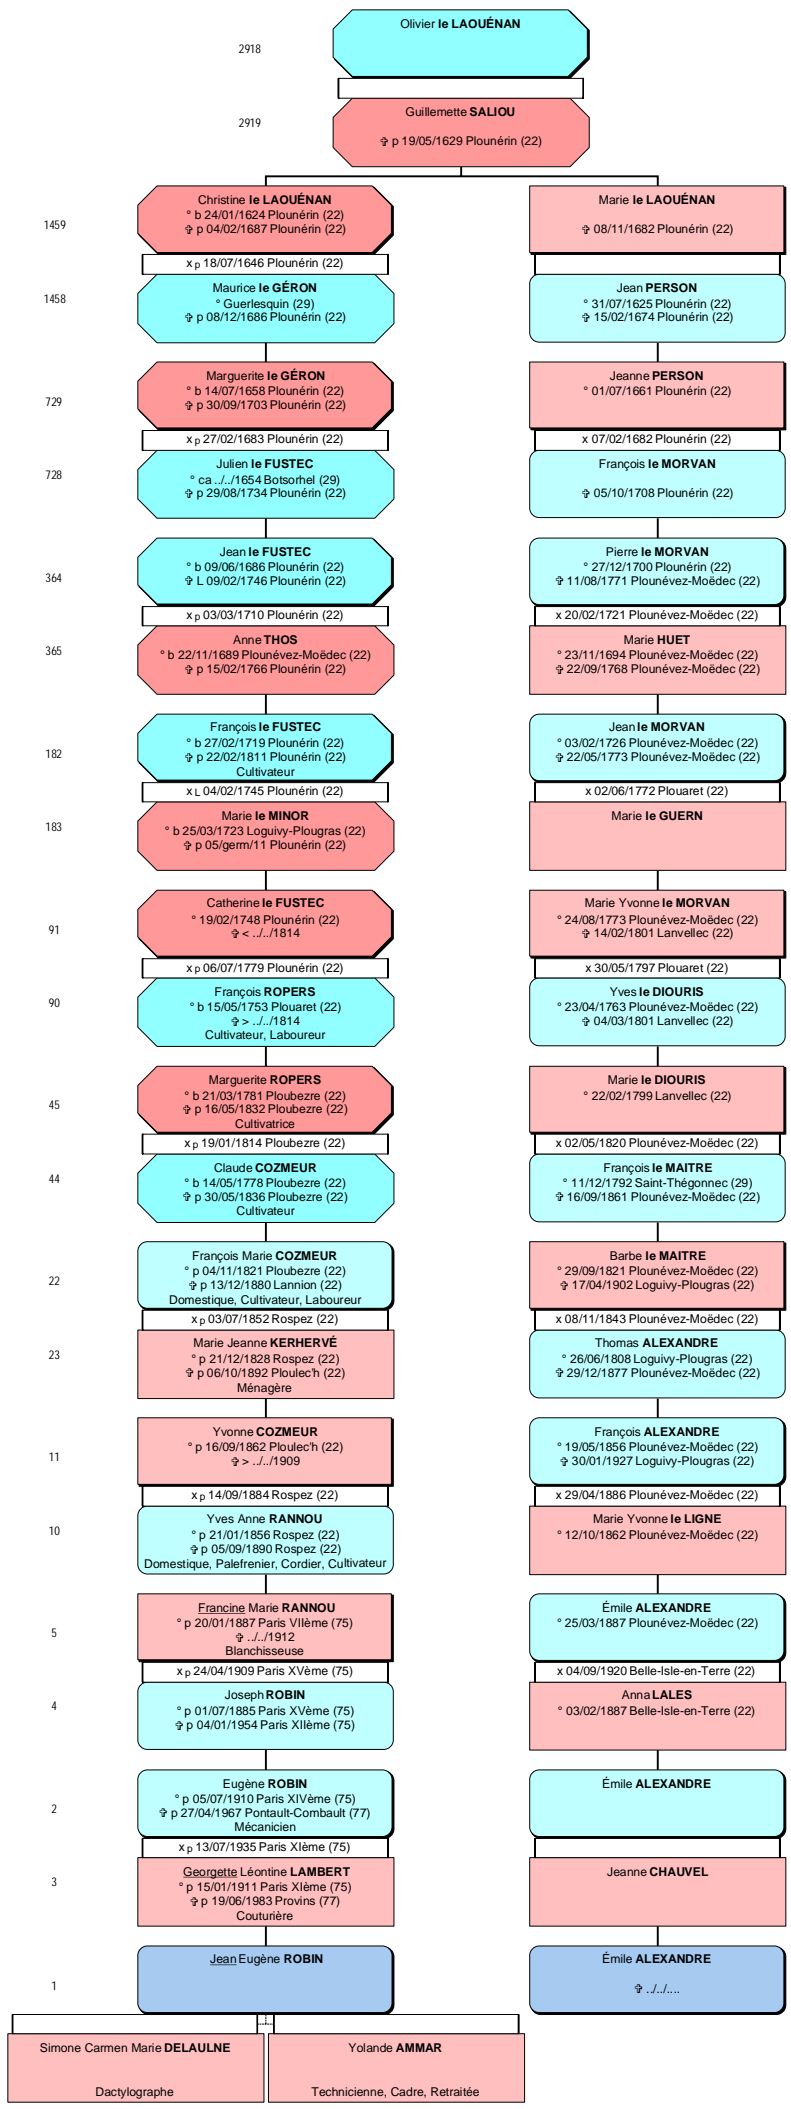 Olivier le LAOUÉNAN
2918
Guillemette SALIOU
2919
✞ p 19/05/1629 Plounérin (22)
Christine le LAOUÉNAN
° b 24/01/1624 Plounérin (22)
✞ p 04/02/1687 Plounérin (22)
1459
x p 18/07/1646 Plounérin (22)
Maurice le GÉRON
° Guerlesquin (29)
✞ p 08/12/1686 Plounérin (22)
1458
Marie le LAOUÉNAN
✞ 08/11/1682 Plounérin (22)
Jean PERSON
° 31/07/1625 Plounérin (22)
✞ 15/02/1674 Plounérin (22)
Marguerite le GÉRON
° b 14/07/1658 Plounérin (22)
✞ p 30/09/1703 Plounérin (22)
729
x p 27/02/1683 Plounérin (22)
Julien le FUSTEC
° ca ../../1654 Botsorhel (29)
✞ p 29/08/1734 Plounérin (22)
728
Jeanne PERSON
° 01/07/1661 Plounérin (22)
x 07/02/1682 Plounérin (22)
François le MORVAN
✞ 05/10/1708 Plounérin (22)
Jean le FUSTEC
° b 09/06/1686 Plounérin (22)
✞ L 09/02/1746 Plounérin (22)
364
x p 03/03/1710 Plounérin (22)
Anne THOS
° b 22/11/1689 Plounévez-Moëdec (22)
✞ p 15/02/1766 Plounérin (22)
365
Pierre le MORVAN
° 27/12/1700 Plounérin (22)
✞ 11/08/1771 Plounévez-Moëdec (22)
x 20/02/1721 Plounévez-Moëdec (22)
Marie HUET
° 23/11/1694 Plounévez-Moëdec (22)
✞ 22/09/1768 Plounévez-Moëdec (22)
François le FUSTEC
° b 27/02/1719 Plounérin (22)
✞ p 22/02/1811 Plounérin (22)
Cultivateur
182
x L 04/02/1745 Plounérin (22)
Marie le MINOR
° b 25/03/1723 Loguivy-Plougras (22)
✞ p 05/germ/11 Plounérin (22)
183
Jean le MORVAN
° 03/02/1726 Plounévez-Moëdec (22)
✞ 22/05/1773 Plounévez-Moëdec (22)
x 02/06/1772 Plouaret (22)
Marie le GUERN
Catherine le FUSTEC
° 19/02/1748 Plounérin (22)
✞ < ../../1814
91
x p 06/07/1779 Plounérin (22)
François ROPERS
° b 15/05/1753 Plouaret (22)
✞ > ../../1814
Cultivateur, Laboureur
90
Marie Yvonne le MORVAN
° 24/08/1773 Plounévez-Moëdec (22)
✞ 14/02/1801 Lanvellec (22)
x 30/05/1797 Plouaret (22)
Yves le DIOURIS
° 23/04/1763 Plounévez-Moëdec (22)
✞ 04/03/1801 Lanvellec (22)
Marguerite ROPERS
° b 21/03/1781 Ploubezre (22)
✞ p 16/05/1832 Ploubezre (22)
Cultivatrice
45
x p 19/01/1814 Ploubezre (22)
Claude COZMEUR
° b 14/05/1778 Ploubezre (22)
✞ p 30/05/1836 Ploubezre (22)
Cultivateur
44
Marie le DIOURIS
° 22/02/1799 Lanvellec (22)
x 02/05/1820 Plounévez-Moëdec (22)
François le MAITRE
° 11/12/1792 Saint-Thégonnec (29)
✞ 16/09/1861 Plounévez-Moëdec (22)
François Marie COZMEUR
° p 04/11/1821 Ploubezre (22)
✞ p 13/12/1880 Lannion (22)
Domestique, Cultivateur, Laboureur
22
x p 03/07/1852 Rospez (22)
Marie Jeanne KERHERVÉ
° p 21/12/1828 Rospez (22)
✞ p 06/10/1892 Ploulec'h (22)
Ménagère
23
Barbe le MAITRE
° 29/09/1821 Plounévez-Moëdec (22)
✞ 17/04/1902 Loguivy-Plougras (22)
x 08/11/1843 Plounévez-Moëdec (22)
Thomas ALEXANDRE
° 26/06/1808 Loguivy-Plougras (22)
✞ 29/12/1877 Plounévez-Moëdec (22)
Yvonne COZMEUR
° p 16/09/1862 Ploulec'h (22)
✞ > ../../1909
11
x p 14/09/1884 Rospez (22)
Yves Anne RANNOU
° p 21/01/1856 Rospez (22)
✞ p 05/09/1890 Rospez (22)
Domestique, Palefrenier, Cordier, Cultivateur
10
François ALEXANDRE
° 19/05/1856 Plounévez-Moëdec (22)
✞ 30/01/1927 Loguivy-Plougras (22)
x 29/04/1886 Plounévez-Moëdec (22)
Marie Yvonne le LIGNE
° 12/10/1862 Plounévez-Moëdec (22)
Francine Marie RANNOU
° p 20/01/1887 Paris VIIème (75)
✞ ../../1912
Blanchisseuse
5
x p 24/04/1909 Paris XVème (75)
Joseph ROBIN
° p 01/07/1885 Paris XVème (75)
✞ p 04/01/1954 Paris XIIème (75)
4
Émile ALEXANDRE
° 25/03/1887 Plounévez-Moëdec (22)
x 04/09/1920 Belle-Isle-en-Terre (22)
Anna LALES
° 03/02/1887 Belle-Isle-en-Terre (22)
Eugène ROBIN
° p 05/07/1910 Paris XIVème (75)
✞ p 27/04/1967 Pontault-Combault (77)
Mécanicien
2
x p 13/07/1935 Paris XIème (75)
Georgette Léontine LAMBERT
° p 15/01/1911 Paris XIème (75)
✞ p 19/06/1983 Provins (77)
Couturière
3
Émile ALEXANDRE
Jeanne CHAUVEL
Jean Eugène ROBIN
1
Émile ALEXANDRE
✞ ../../....
Simone Carmen Marie DELAULNE
Dactylographe
Yolande AMMAR
Technicienne, Cadre, Retraitée